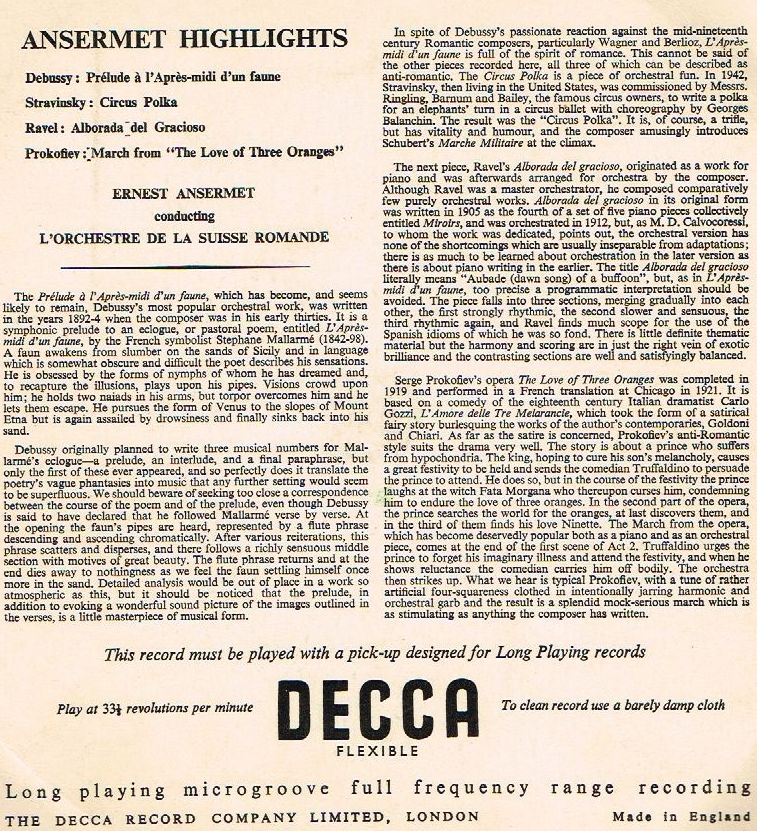 ANSERMET HIGHLIGHTS
Debussy: Prélude à l'Après-midi d'un faune
Stravinsky: Circus Polka
Ravel: Alborada del Gracioso
Prokofiev: March from "The Love of Three Oranges"
ERNEST ANSERMET
conducting
L'ORCHESTRE DE LA SUISSE ROMANDE
The Prélude à l'Après-midi d'un faune, which has become, and seems
likely to remain, Debussy's most popular orchestral work, was written
in the years 1892-4 when the composer was in his early thirties. It is a
symphonic prelude to an eclogue, or pastoral poem, entitled L'Après-
midi d'un faune, by the French symbolist Stephane Mallarmé (1842-98).
A faun awakens from slumber on the sands of Sicily and in language
which is somewhat obscure and difficult the poet describes his sensations.
He is obsessed by the forms of nymphs of whom he has dreamed and,
to recapture the illusions, plays upon his pipes. Visions crowd upon
him; he holds two naiads in his arms, but torpor overcomes him and he
lets them escape. He pursues the form of Venus to the slopes of Mount
Etna but is again assailed by drowsiness and finally sinks back into his
sand.
Debussy originally planned to write three musical numbers for Mal-
larmé's eclogue—a prelude, an interlude, and a final paraphrase, but
only the first of these ever appeared, and so perfectly does it translate the
poetry's vague phantasies into music that any further setting would seem
to be superfluous. We should beware of seeking too close a correspondence
between the course of the poem and of the prelude, even though Debussy
is said to have declared that he followed Mallarmé verse by verse. At
the opening the faun's pipes are heard, represented by a flute phrase
descending and ascending chromatically. After various reiterations, this
phrase scatters and disperses, and there follows a richly sensuous middle
section with motives of great beauty. The flute phrase returns and at the
end dies away to nothingness as we feel the faun settling himself once
more in the sand. Detailed analysis would be out of place in a work so
atmospheric as this, but it should be noticed that the prelude, in
addition to evoking a wonderful sound picture of the images outlined in
the verses, is a little masterpiece of musical form.
In spite of Debussy's passionate reaction against the mid-nineteenth
century Romantic composers, particularly Wagner and Berlioz, L'Après-
midi d'un faune is full of the spirit of romance. This cannot be said of
the other pieces recorded here, all three of which can be described as
anti-romantic. The Circus Polka is a piece of orchestral fun. In 1942,
Stravinsky, then living in the United States, was commissioned by Messrs.
Ringling, Barnum and Bailey, the famous circus owners, to write a polka
for an elephants' turn in a circus ballet with choreography by Georges
Balanchin. The result was the "Circus Polka". It is, of course, a trifle,
but has vitality and humour, and the composer amusingly introduces
Schubert's Marche Militaire at the climax.
The next piece, Ravel's Alborada del gracioso, originated as a work for
piano and was afterwards arranged for orchestra by the composer.
Although Ravel was a master orchestrator, he composed comparatively
few purely orchestral works. Alborada del gracioso in its original form
was written in 1905 as the fourth of a set of five piano pieces collectively
entitled Miroirs, and was orchestrated in 1912, but, as M. D. Calvocoressi,
to whom the work was dedicated, points out, the orchestral version has
none of the shortcomings which are usually inseparable from adaptations;
there is as much to be learned about orchestration in the later version as
there is about piano writing in the earlier. The title Alborada del gracioso
literally means "Aubade (dawn song) of a buffoon", but, as in L'Après-
midi d'un faune, too precise a programmatic interpretation should be
avoided. The piece falls into three sections, merging gradually into each
other, the first strongly rhythmic, the second slower and sensuous, the
third rhythmic again, and Ravel finds much scope for the use of the
Spanish idioms of which he was so fond. There is little definite thematic
material but the harmony and scoring are in just the right vein of exotic
brilliance and the contrasting sections are well and satisfyingly balanced.
Serge Prokofiev's opera The Love of Three Oranges was completed in
1919 and performed in a French translation at Chicago in 1921. It is
based on a comedy of the eighteenth century Italian dramatist Carlo
Gozzi, L'Amore delle Tre Melarancie, which took the form of a satirical
fairy story burlesquing the works of the author's contemporaries, Goldoni
and Chiari. As far as the satire is concerned, Prokofiev's anti-Romantic
style suits the drama very well. The story is about a prince who suffers
from hypochondria. The king, hoping to cure his son's melancholy, causes
a great festivity to be held and sends the comedian Truffaldino to persuade
the prince to attend. He does so, but in the course of the festivity the prince
laughs at the witch Fata Morgana who thereupon curses him, condemning
him to endure the love of three oranges. In the second part of the opera,
the prince searches the world for the oranges, at last discovers them, and
in the third of them finds his love Ninette. The March from the opera,
which has become deservedly popular both as a piano and as an orchestral
piece, comes at the end of the first scene of Act 2. Truffaldino urges the
prince to forget his imaginary illness and attend the festivity, and when he
shows reluctance the comedian carries him off bodily. The orchestra
then strikes up. What we hear is typical Prokofiev, with a tune of rather
artificial four-squareness clothed in intentionally jarring harmonic and
orchestral garb and the result is a splendid mock-serious march which is
as stimulating as anything the composer has written.
This record must be played with a pick-up designed for Long Playing records
Play at 33⅓ revolutions per minute
DECCA
FLEXIBLE
To clean record use a barely damp cloth
Long playing microgroove full frequency range recording
THE DECCA RECORD COMPANY LIMITED, LONDON
Made in England